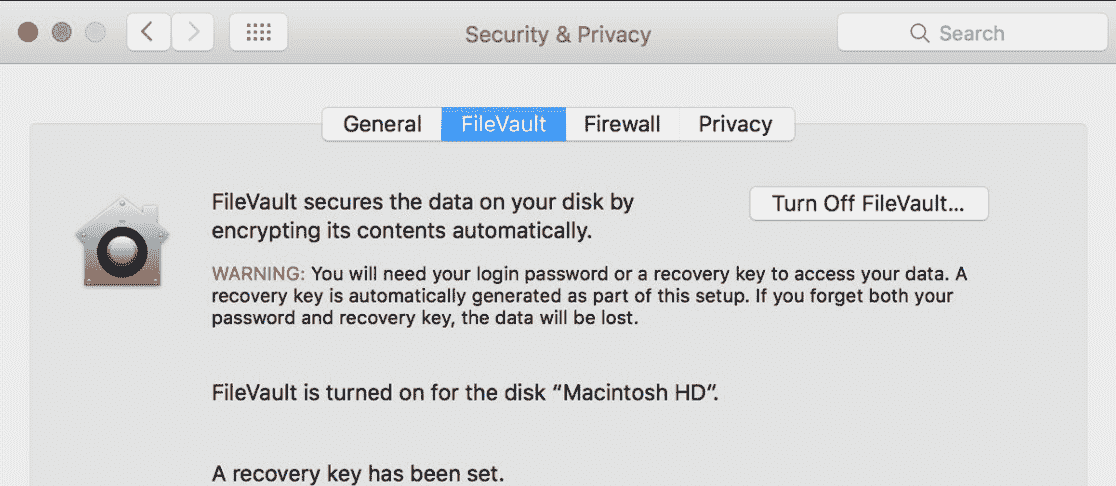 Security & Privacy
Search
General
FileVault
Firewall
Privacy
FileVault secures the data on your disk by
encrypting its contents automatically.
Turn Off FileVault...
WARNING: You will need your login password or a recovery key to access your data. A
recovery key is automatically generated as part of this setup. If you forget both your
password and recovery key, the data will be lost.
FileVault is turned on for the disk “Macintosh HD”.
A recovery key has been set.